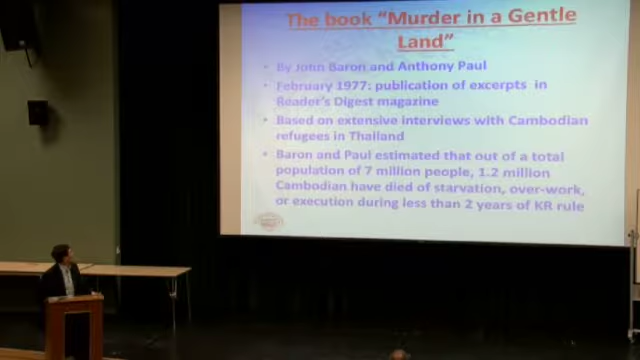 The book "Murder in a Gentle
Land"
• By John Baron and Anthony Paul
• February 1977: publication of excerpts in
Reader's Digest magazine
• Based on extensive interviews with Cambodian
refugees in Thailand
• Baron and Paul estimated that out of a total
population of 7 million people, 1.2 million
Cambodian have died of starvation, over-work,
or execution during less than 2 years of KR rule